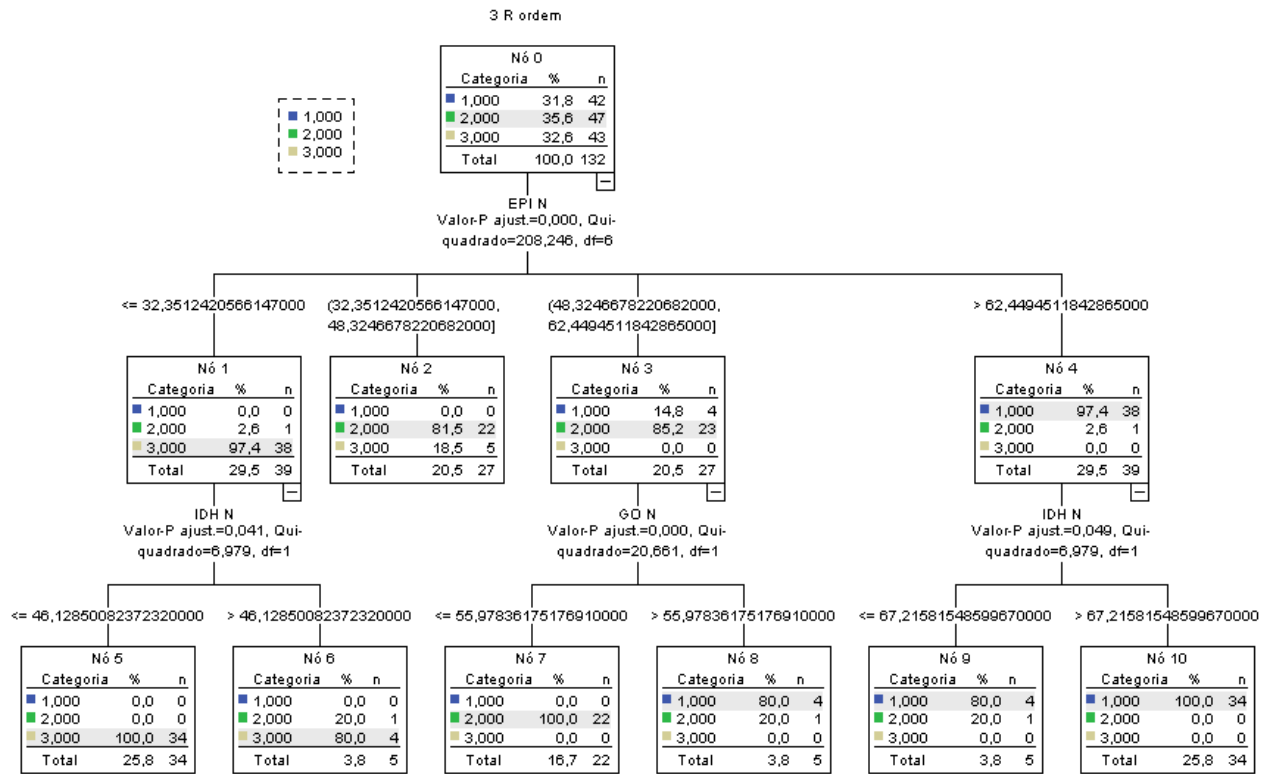 3 R ordem
Nó 0
Categoria % n
1,000 31,8 42
2,000 35,6 47
3,000 32,6 43
Total 100,0 132
1,000
2,000
3,000
EPI N
Valor-P ajust.=0,000, Qui-
quadrado=208,246, df=6
<= 32,3512420566147000
(32,3512420566147000,
48,3246678220682000]
(48,3246678220682000,
62,4494511842865000]
> 62,4494511842865000
Nó 1
Categoria % n
1,000 0,0 0
2,000 2,6 1
3,000 97,4 38
Total 29,5 39
Nó 2
Categoria % n
1,000 0,0 0
2,000 81,5 22
3,000 18,5 5
Total 20,5 27
Nó 3
Categoria % n
1,000 14,8 4
2,000 85,2 23
3,000 0,0 0
Total 20,5 27
Nó 4
Categoria % n
1,000 97,4 38
2,000 2,6 1
3,000 0,0 0
Total 29,5 39
IDH N
Valor-P ajust.=0,041, Qui-
quadrado=6,979, df=1
GO N
Valor-P ajust.=0,000, Qui-
quadrado=20,661, df=1
IDH N
Valor-P ajust.=0,049, Qui-
quadrado=6,979, df=1
<= 46,12850082372320000
> 46,12850082372320000
<= 55,97836175176910000
> 55,97836175176910000
<= 67,21581548599670000
> 67,21581548599670000
Nó 5
Categoria % n
1,000 0,0 0
2,000 0,0 0
3,000 100,0 34
Total 25,8 34
Nó 6
Categoria % n
1,000 0,0 0
2,000 20,0 1
3,000 80,0 4
Total 3,8 5
Nó 7
Categoria % n
1,000 0,0 0
2,000 100,0 22
3,000 0,0 0
Total 16,7 22
Nó 8
Categoria % n
1,000 80,0 4
2,000 20,0 1
3,000 0,0 0
Total 3,8 5
Nó 9
Categoria % n
1,000 80,0 4
2,000 20,0 1
3,000 0,0 0
Total 3,8 5
Nó 10
Categoria % n
1,000 100,0 34
2,000 0,0 0
3,000 0,0 0
Total 25,8 34